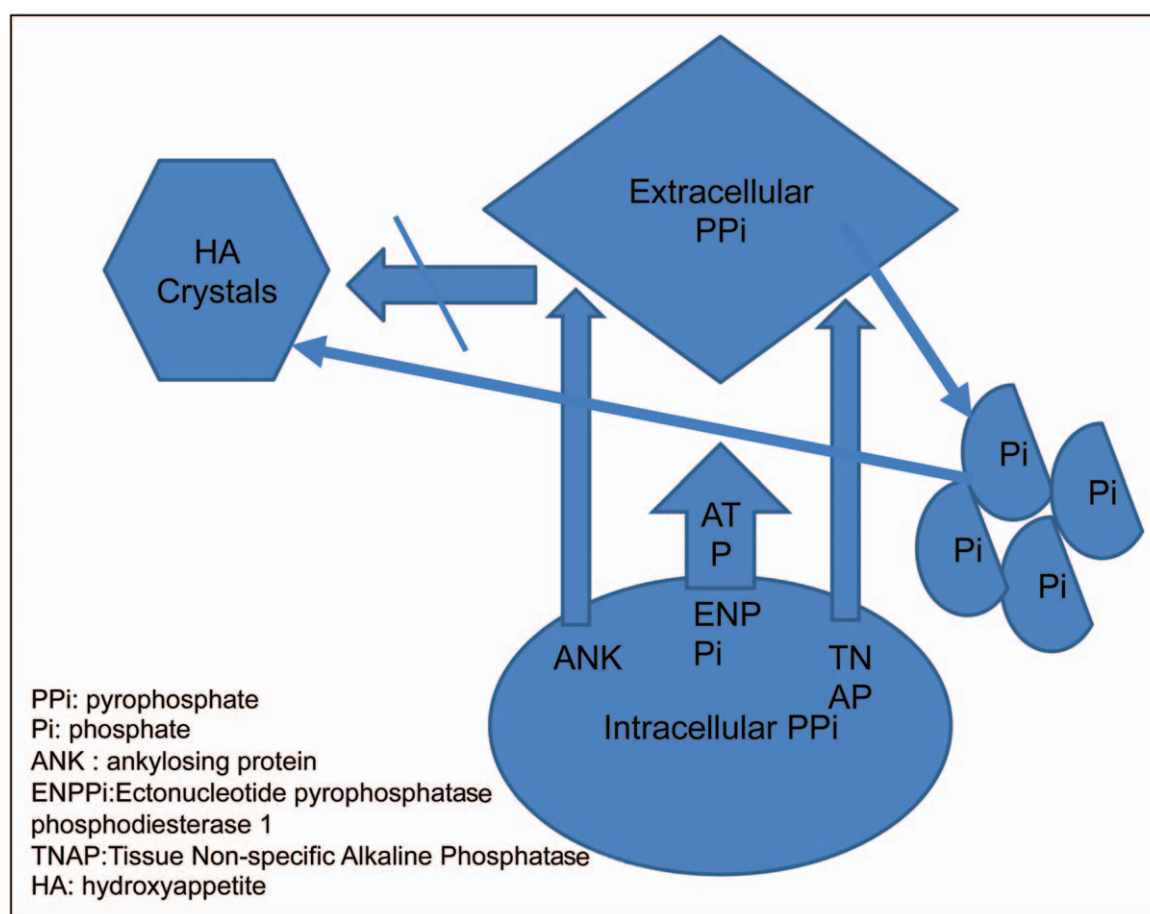 Extracellular
PPi
HA
Crystals
Pi
Pi
Pi
Pi
AT
P
ENP
Pi
ANK
TN
AP
Intracellular PPi
PPi: pyrophosphate
Pi: phosphate
ANK : ankylosing protein
ENPPi:Ectonucleotide pyrophosphatase
phosphodiesterase 1
TNAP:Tissue Non-specific Alkaline Phosphatase
HA: hydroxyappetite